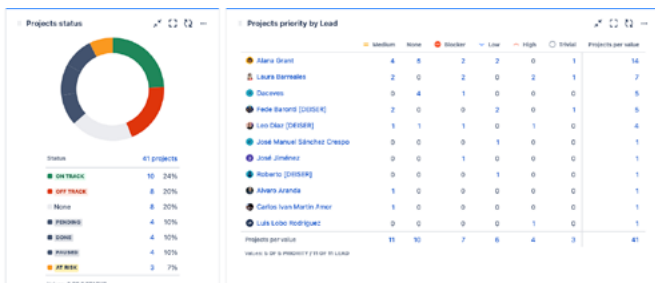 Projects status
Status 41 projects
ON TRACK 10 24%
OFF TRACK 8 20%
None 8 20%
PENDING 4 10%
DONE 4 10%
PAUSED 4 10%
AT RISK 3 7%
Projects priority by Lead
Medium None Blocker Low High Trivial Projects per value
Alana Grant 4 5 2 2 0 1 14
Laura Barreales 2 0 2 0 2 1 7
0 4 1 0 0 0 5
Fede Baronti [DEISER] 2 0 0 2 0 1 5
Leo Díaz [DEISER] 1 1 1 0 1 0 4
José Manuel Sánchez Crespo 0 0 0 1 0 0 1
José Jiménez 0 0 1 0 0 0 1
Roberto [DEISER] 0 0 0 1 0 0 1
Alvaro Aranda 1 0 0 0 0 0 1
Carlos Ivan Martin Amor 1 0 0 0 0 0 1
Luis Lobo Rodriguez 0 0 0 0 1 0 1
Projects per value 11 10 7 6 4 3 41